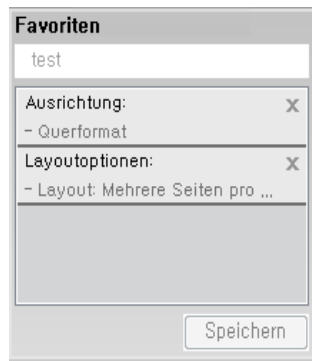 Favoriten
test
Ausrichtung: X
- Querformat
Layoutoptionen: X
- Layout: Mehrere Seiten pro ...
Speichern